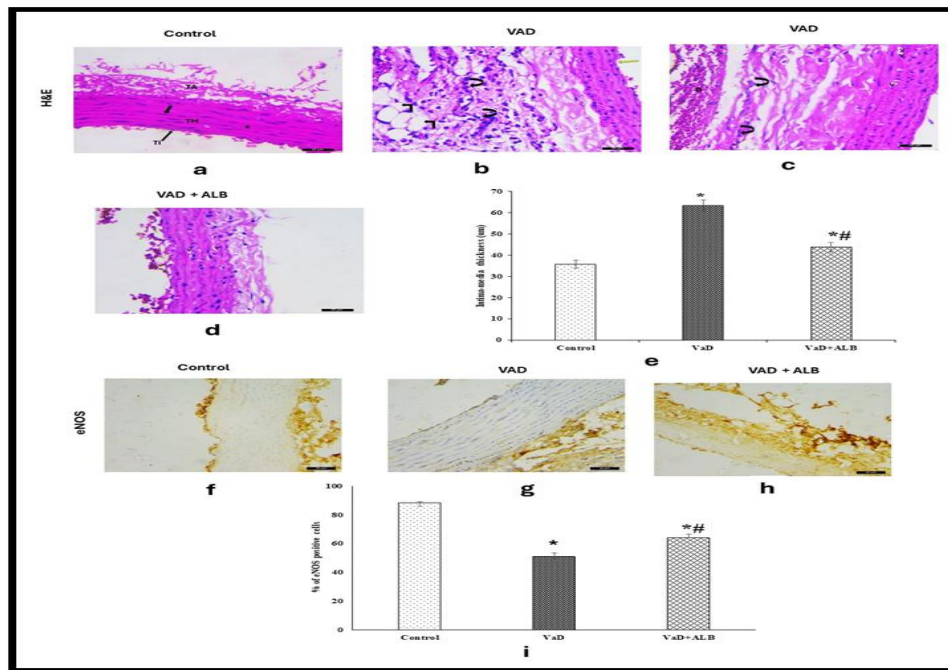 Control
VAD
VAD
H&E
TA
TM
TI
a
b
c
VAD + ALB
d
Intima-media thickness (um)
70
60
50
40
30
20
10
0
*
*#
Control
VaD
VaD+ALB
e
Control
VAD
VAD + ALB
eNOS
f
g
h
% of eNOS positive cells
100
80
60
40
20
0
*
*#
Control
VaD
VaD+ALB
i